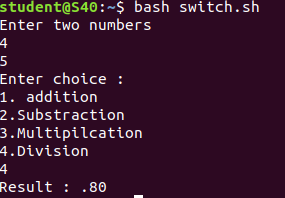 student@S40:~$ bash switch.sh
Enter two numbers
4
5
Enter choice :
1. addition
2.Substraction
3.Multipilcation
4.Division
4
Result : .80